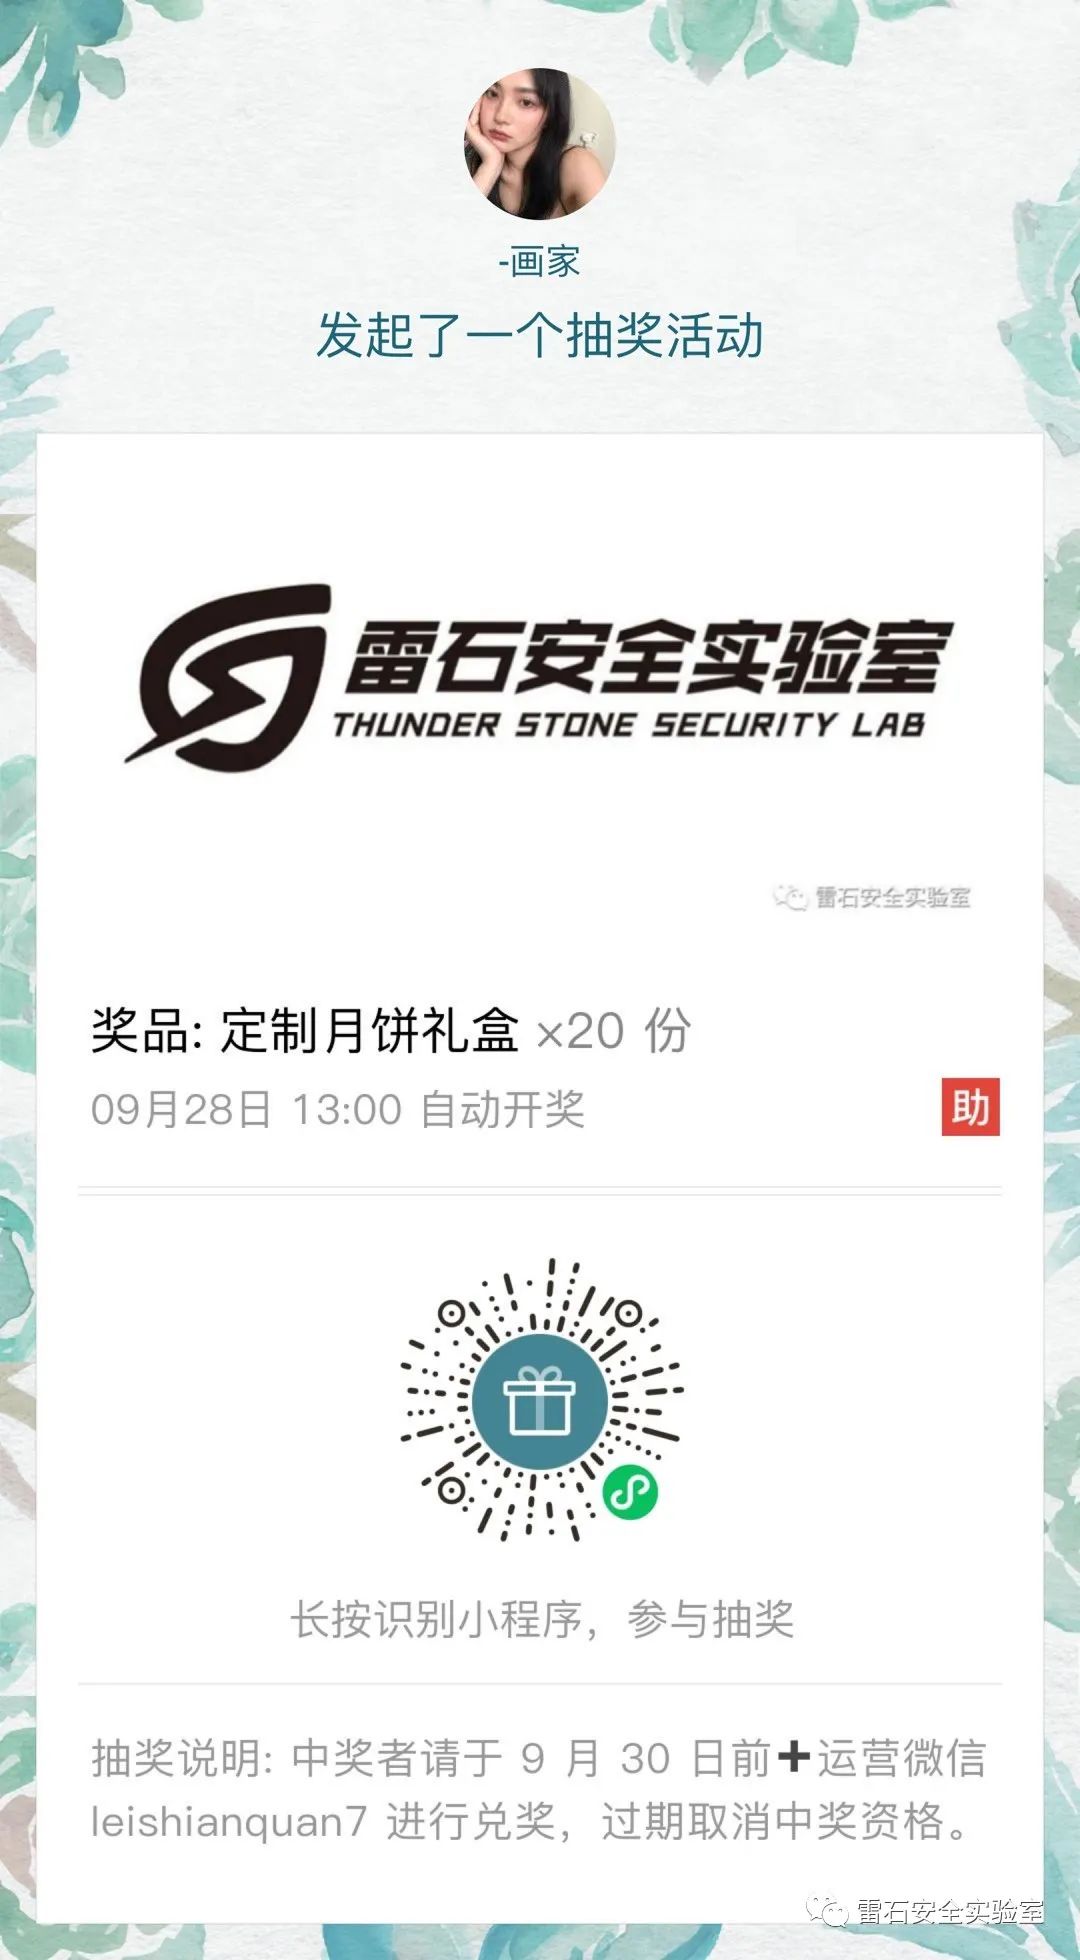 -画家
发起了一个抽奖活动
雷石安全实验室
THUNDER STONE SECURITY LAB
雷石安全实验室
奖品: 定制月饼礼盒 ×20 份
09月28日 13:00 自动开奖
助
长按识别小程序，参与抽奖
抽奖说明: 中奖者请于 9 月 30 日前➕运营微信
leishianquan7 进行兑奖，过期取消中奖资格。
雷石安全实验室